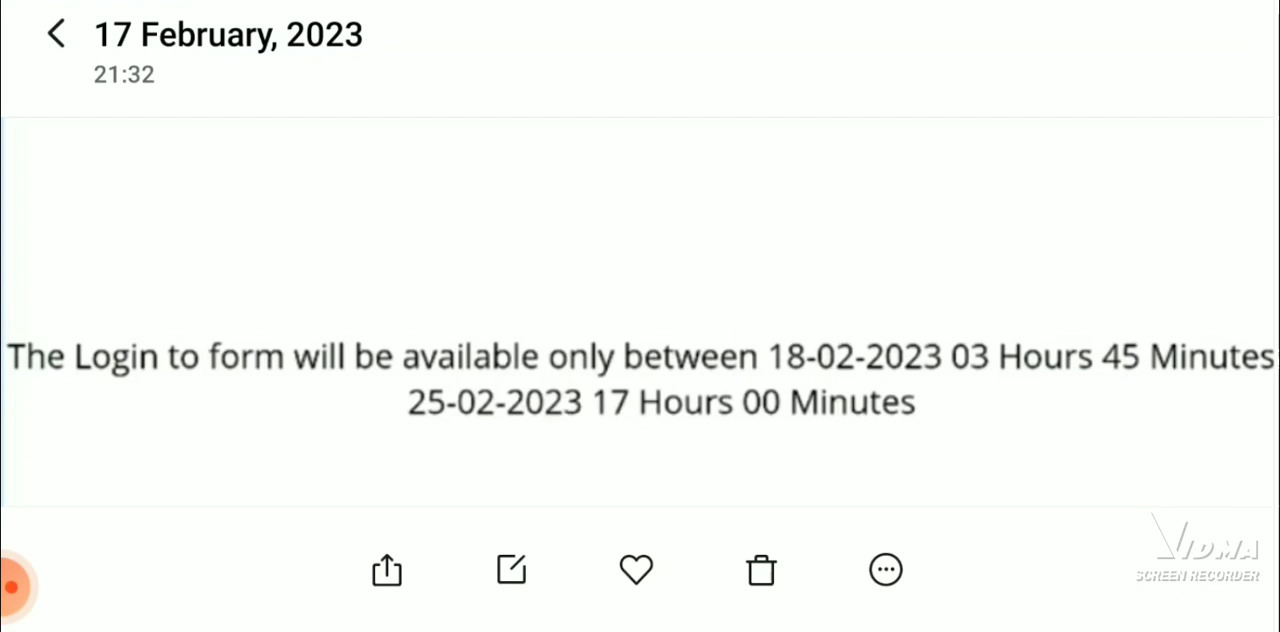 17 February, 2023
21:32
The Login to form will be available only between 18-02-2023 03 Hours 45 Minutes
25-02-2023 17 Hours 00 Minutes
VIDMA
SCREEN RECORDER